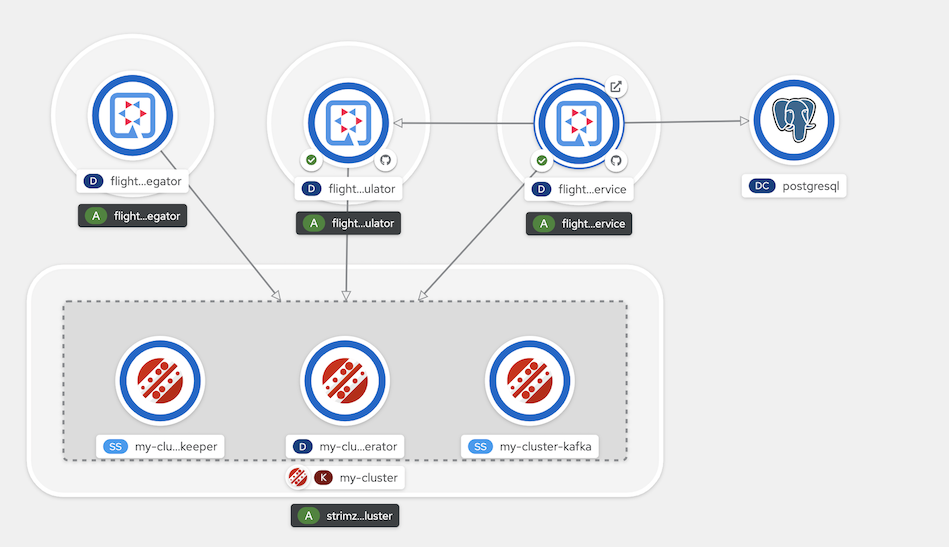 D flight...egator
A flight...egator
D flight...ulator
A flight...ulator
D flight...ervice
A flight...ervice
DC postgresql
SS my-clu...keeper
D my-clu...erator
SS my-cluster-kafka
K my-cluster
A strimz...luster